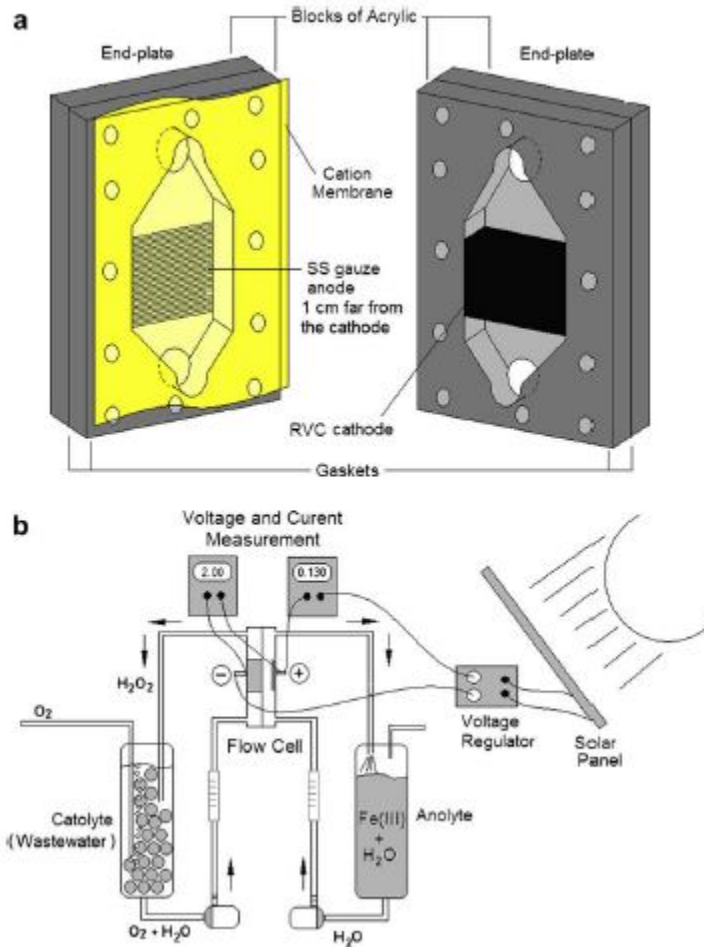 a
Blocks of Acrylic
End-plate
End-plate
Cation
Membrane
SS gauze
anode
1 cm far from
the cathode
RVC cathode
Gaskets
b
Voltage and Curent
Measurement
2.00
0.130
H₂O₂
−
+
O₂
Flow Cell
Voltage
Regulator
Solar
Panel
Catolyte
(Wastewater)
Fe(III)
+
H₂O
Anolyte
O₂ + H₂O
H₂O